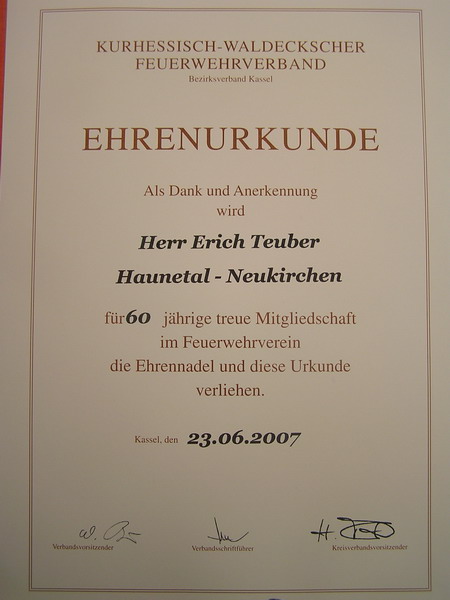 KURHESSISCH-WALDECKSCHER
FEUERWEHRVERBAND
Bezirksverband Kassel
EHRENURKUNDE
Als Dank und Anerkennung
wird
Herr Erich Teuber
Haunetal - Neukirchen
für 60 jährige treue Mitgliedschaft
im Feuerwehrverein
die Ehrennadel und diese Urkunde
verliehen.
Kassel, den 23.06.2007
Verbandsvorsitzender Verbandsschriftführer Kreisverbandsvorsitzender